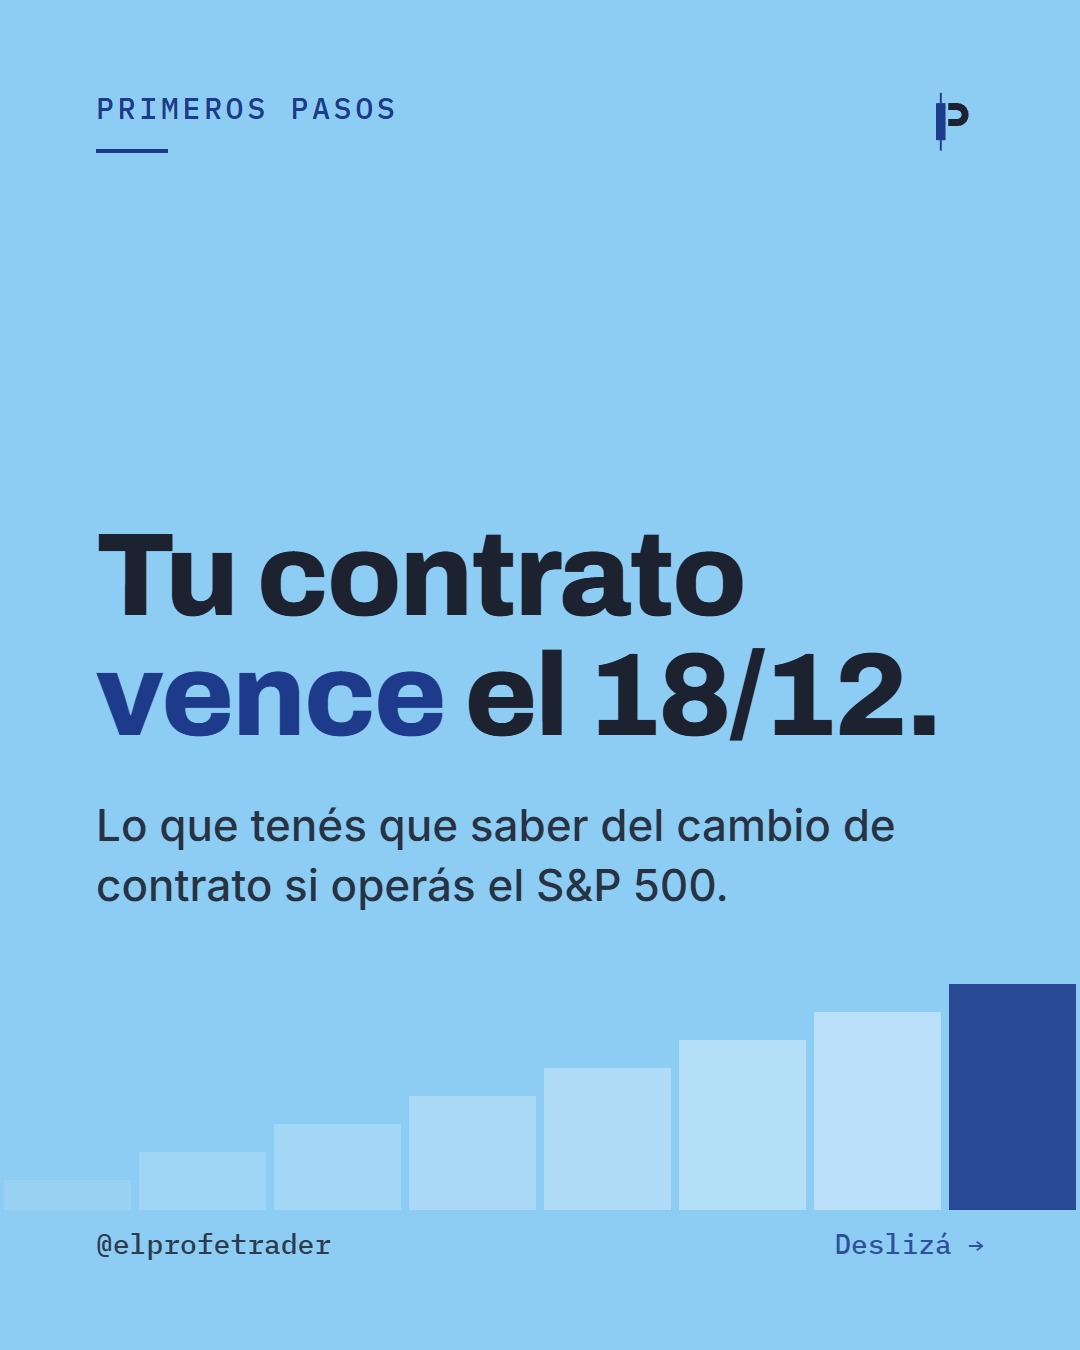 PRIMEROS PASOS
Tu contrato
vence el 18/12.
Lo que tenés que saber del cambio de
contrato si operás el S&P 500.
@elprofetrader
Deslizá →